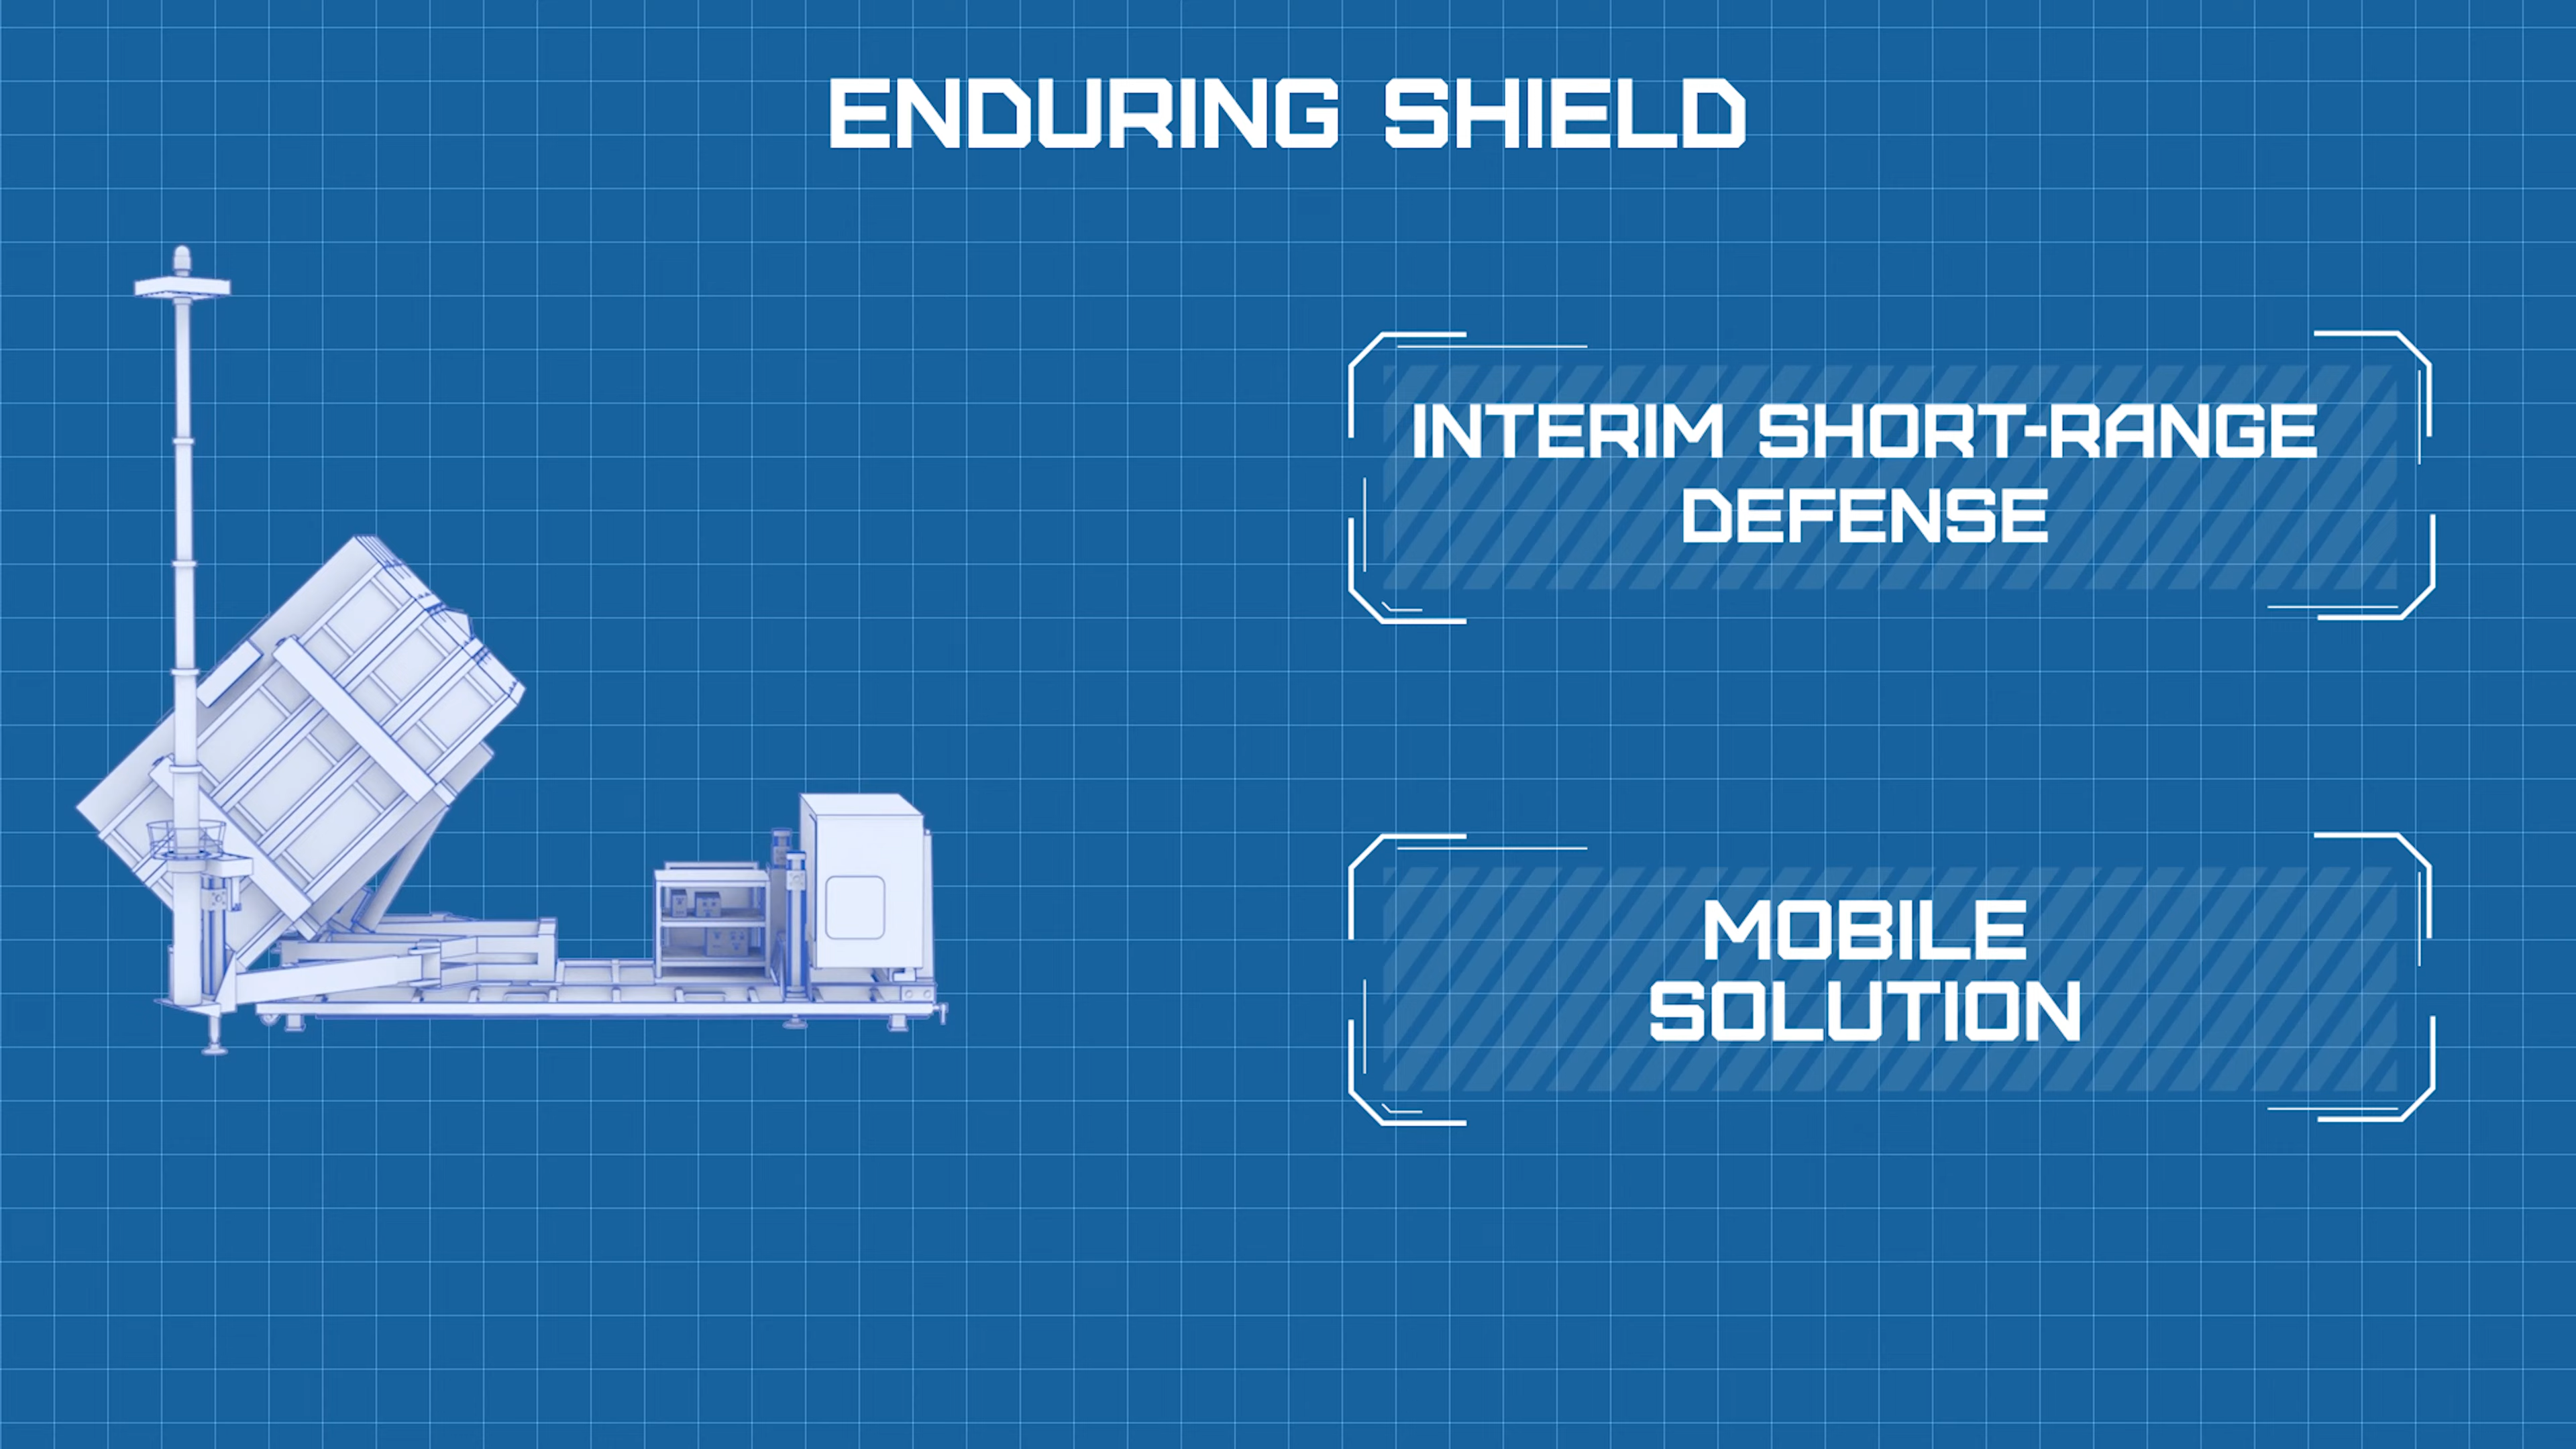 ENDURING SHIELD
INTERIM SHORT-RANGE
DEFENSE
MOBILE
SOLUTION